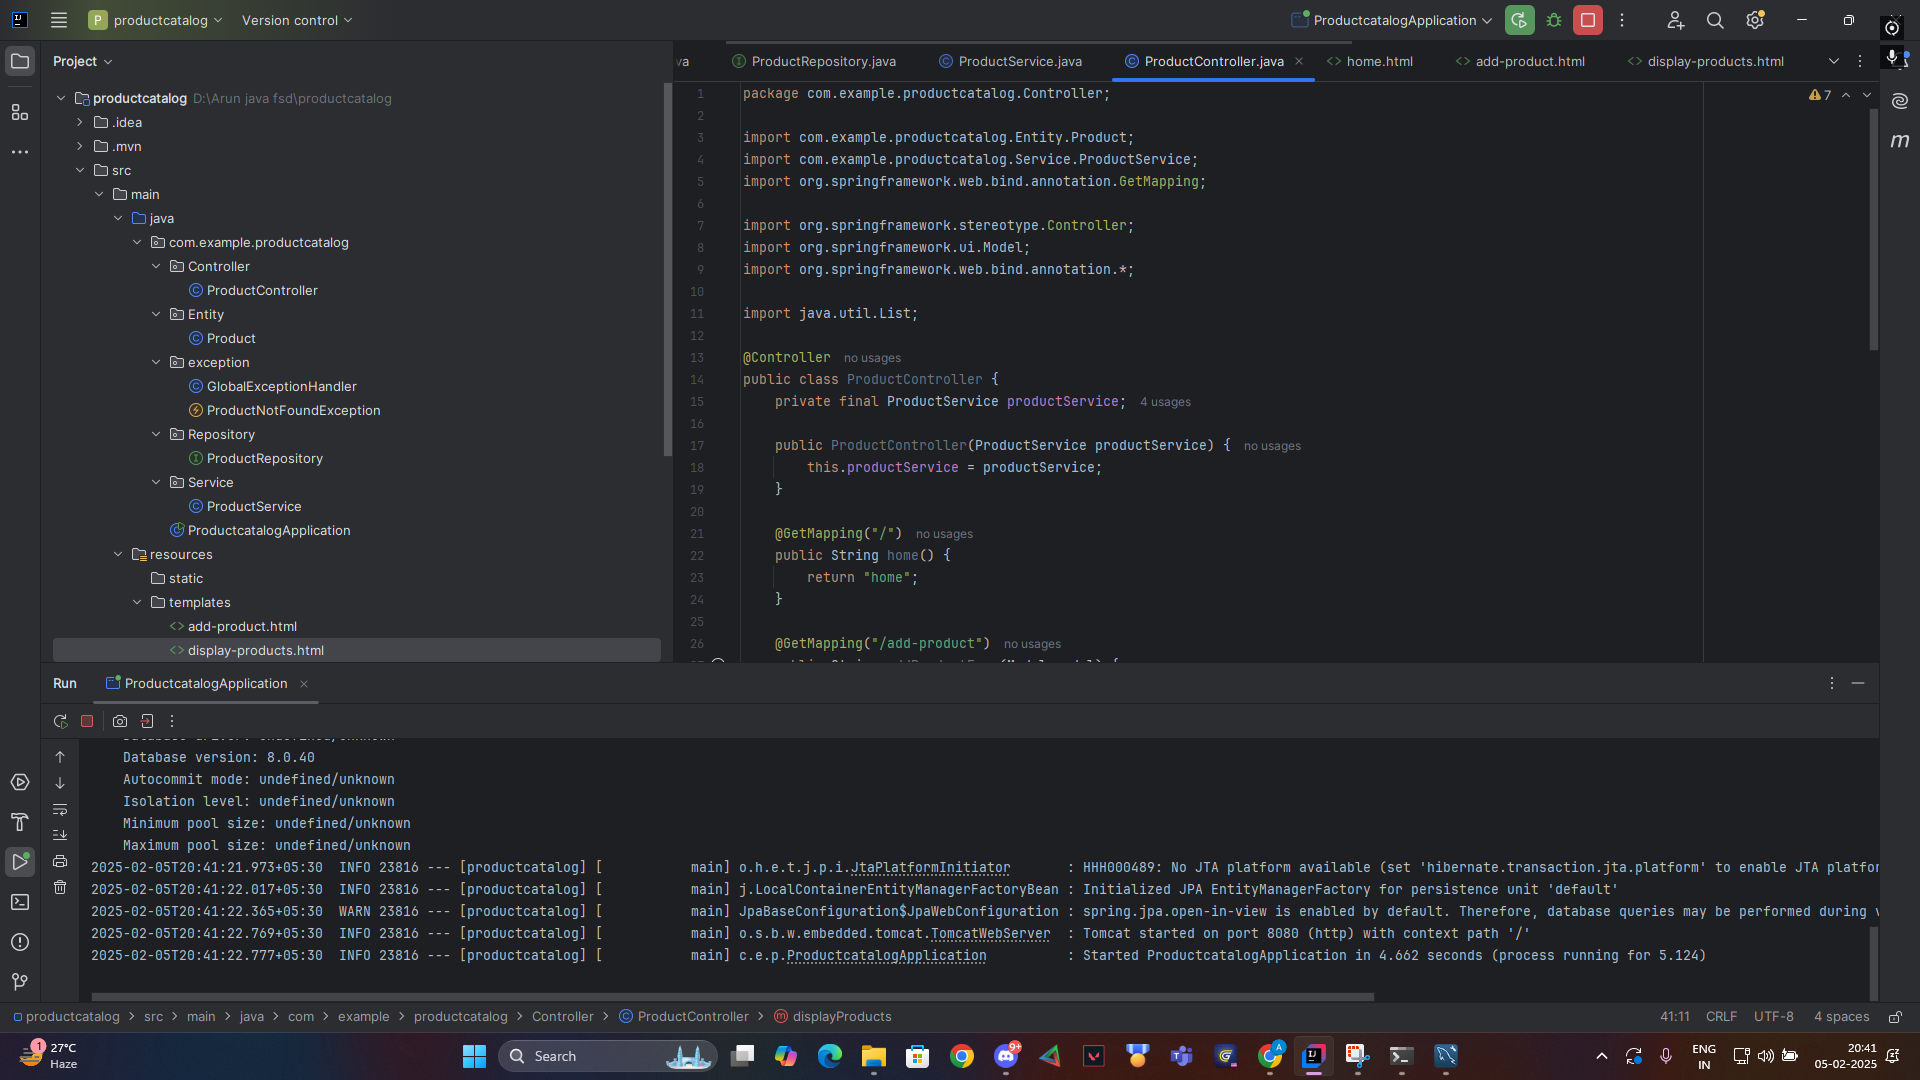 P productcatalog Version control ProductcatalogApplication
Project
productcatalog D:\Arun java fsd\productcatalog
.idea
.mvn
src
main
java
com.example.productcatalog
Controller
ProductController
Entity
Product
exception
GlobalExceptionHandler
ProductNotFoundException
Repository
ProductRepository
Service
ProductService
ProductcatalogApplication
resources
static
templates
add-product.html
display-products.html
va ProductRepository.java ProductService.java ProductController.java home.html add-product.html display-products.html
7
1 package com.example.productcatalog.Controller;
2
3 import com.example.productcatalog.Entity.Product;
4 import com.example.productcatalog.Service.ProductService;
5 import org.springframework.web.bind.annotation.GetMapping;
6
7 import org.springframework.stereotype.Controller;
8 import org.springframework.ui.Model;
9 import org.springframework.web.bind.annotation.*;
10
11 import java.util.List;
12
13 @Controller no usages
14 public class ProductController {
15 private final ProductService productService; 4 usages
16
17 public ProductController(ProductService productService) { no usages
18 this.productService = productService;
19 }
20
21 @GetMapping("/") no usages
22 public String home() {
23 return "home";
24 }
25
26 @GetMapping("/add-product") no usages
Run ProductcatalogApplication
Database version: 8.0.40
Autocommit mode: undefined/unknown
Isolation level: undefined/unknown
Minimum pool size: undefined/unknown
Maximum pool size: undefined/unknown
2025-02-05T20:41:21.973+05:30 INFO 23816 --- [productcatalog] [ main] o.h.e.t.j.p.i.JtaPlatformInitiator : HHH000489: No JTA platform available (set 'hibernate.transaction.jta.platform' to enable JTA platfor
2025-02-05T20:41:22.017+05:30 INFO 23816 --- [productcatalog] [ main] j.LocalContainerEntityManagerFactoryBean : Initialized JPA EntityManagerFactory for persistence unit 'default'
2025-02-05T20:41:22.365+05:30 WARN 23816 --- [productcatalog] [ main] JpaBaseConfiguration$JpaWebConfiguration : spring.jpa.open-in-view is enabled by default. Therefore, database queries may be performed during v
2025-02-05T20:41:22.769+05:30 INFO 23816 --- [productcatalog] [ main] o.s.b.w.embedded.tomcat.TomcatWebServer : Tomcat started on port 8080 (http) with context path '/'
2025-02-05T20:41:22.777+05:30 INFO 23816 --- [productcatalog] [ main] c.e.p.ProductcatalogApplication : Started ProductcatalogApplication in 4.662 seconds (process running for 5.124)
productcatalog > src > main > java > com > example > productcatalog > Controller > ProductController > displayProducts 41:11 CRLF UTF-8 4 spaces
1 27°C
Haze
Search
9+
ENG
IN
20:41
05-02-2025